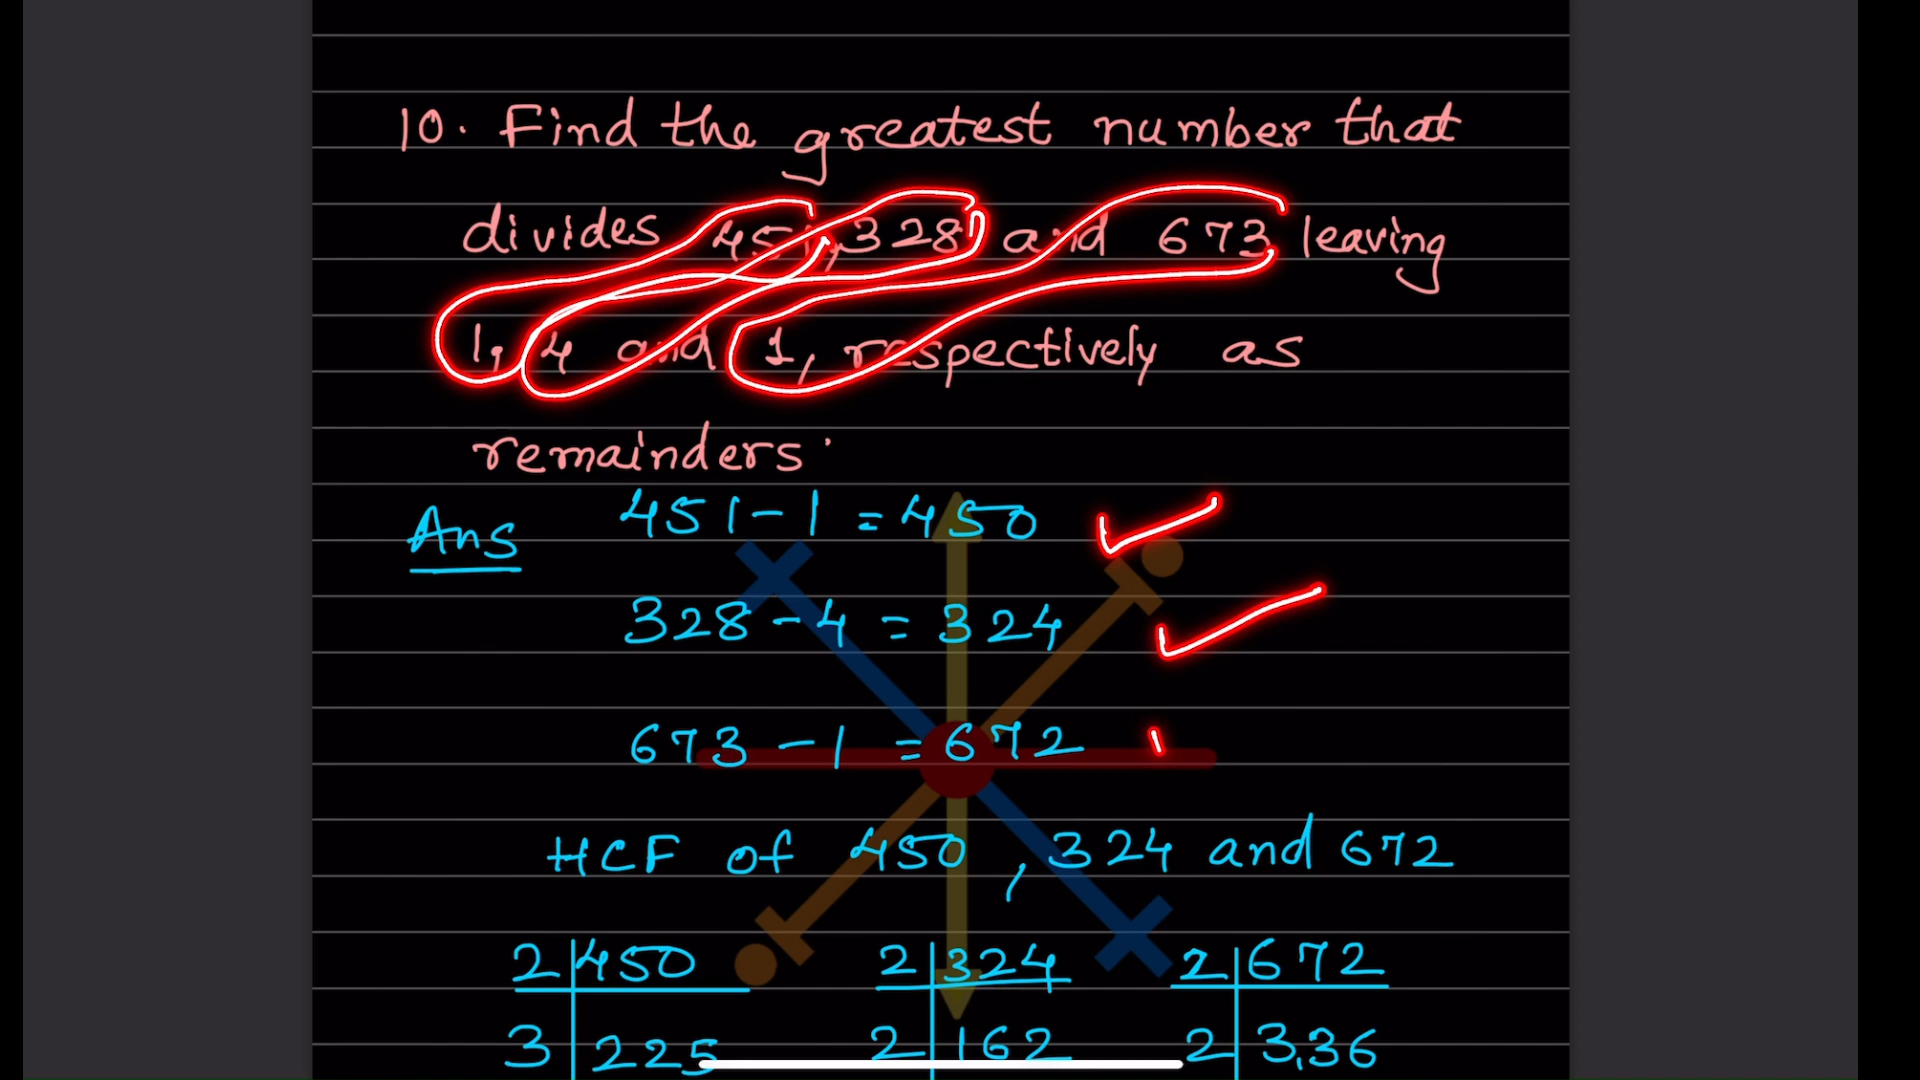 10. Find the greatest number that
divides 451, 328 and 673 leaving
1, 4 and 1, respectively as
remainders.
Ans 451 - 1 = 450
328 - 4 = 324
673 - 1 = 672
HCF of 450, 324 and 672
2 | 450 2 | 324 2 | 672
3 | 225 2 | 162 2 | 336